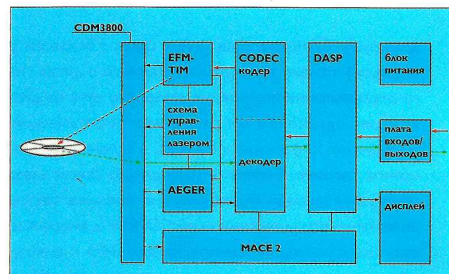 CDM3800
EFM-
TIM
CODEC
кодер
DASP
блок
питания
схема
управ-
ления
лазером
плата
входов/
выходов
декодер
AEGER
дисплей
MACE 2